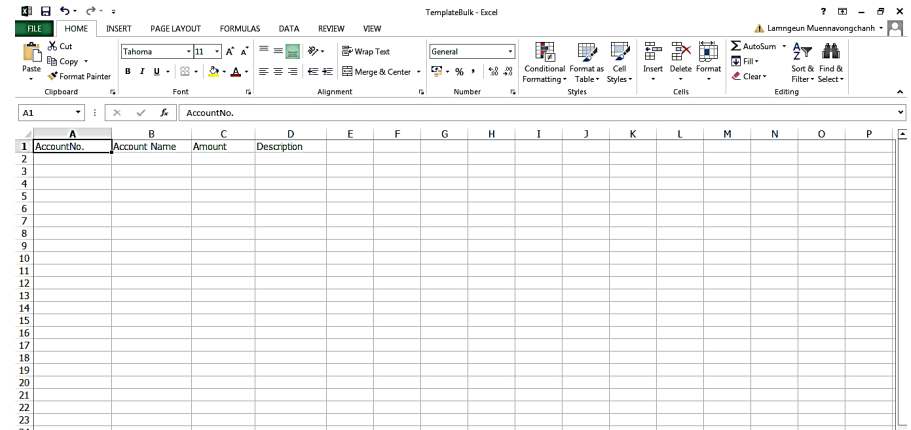 TemplateBulk - Excel
FILE HOME INSERT PAGE LAYOUT FORMULAS DATA REVIEW VIEW Lamngeun Muennavongchanh
Paste Cut Copy Format Painter
Tahoma 11 A A
B I U A
Wrap Text
Merge & Center
General
%
Conditional Formatting Format as Table Cell Styles
Insert Delete Format
AutoSum Fill Clear
Sort & Filter Find & Select
Clipboard Font Alignment Number Styles Cells Editing
A1 fx AccountNo.
A B C D E F G H I J K L M N O P
1 AccountNo. Account Name Amount Description
2
3
4
5
6
7
8
9
10
11
12
13
14
15
16
17
18
19
20
21
22
23